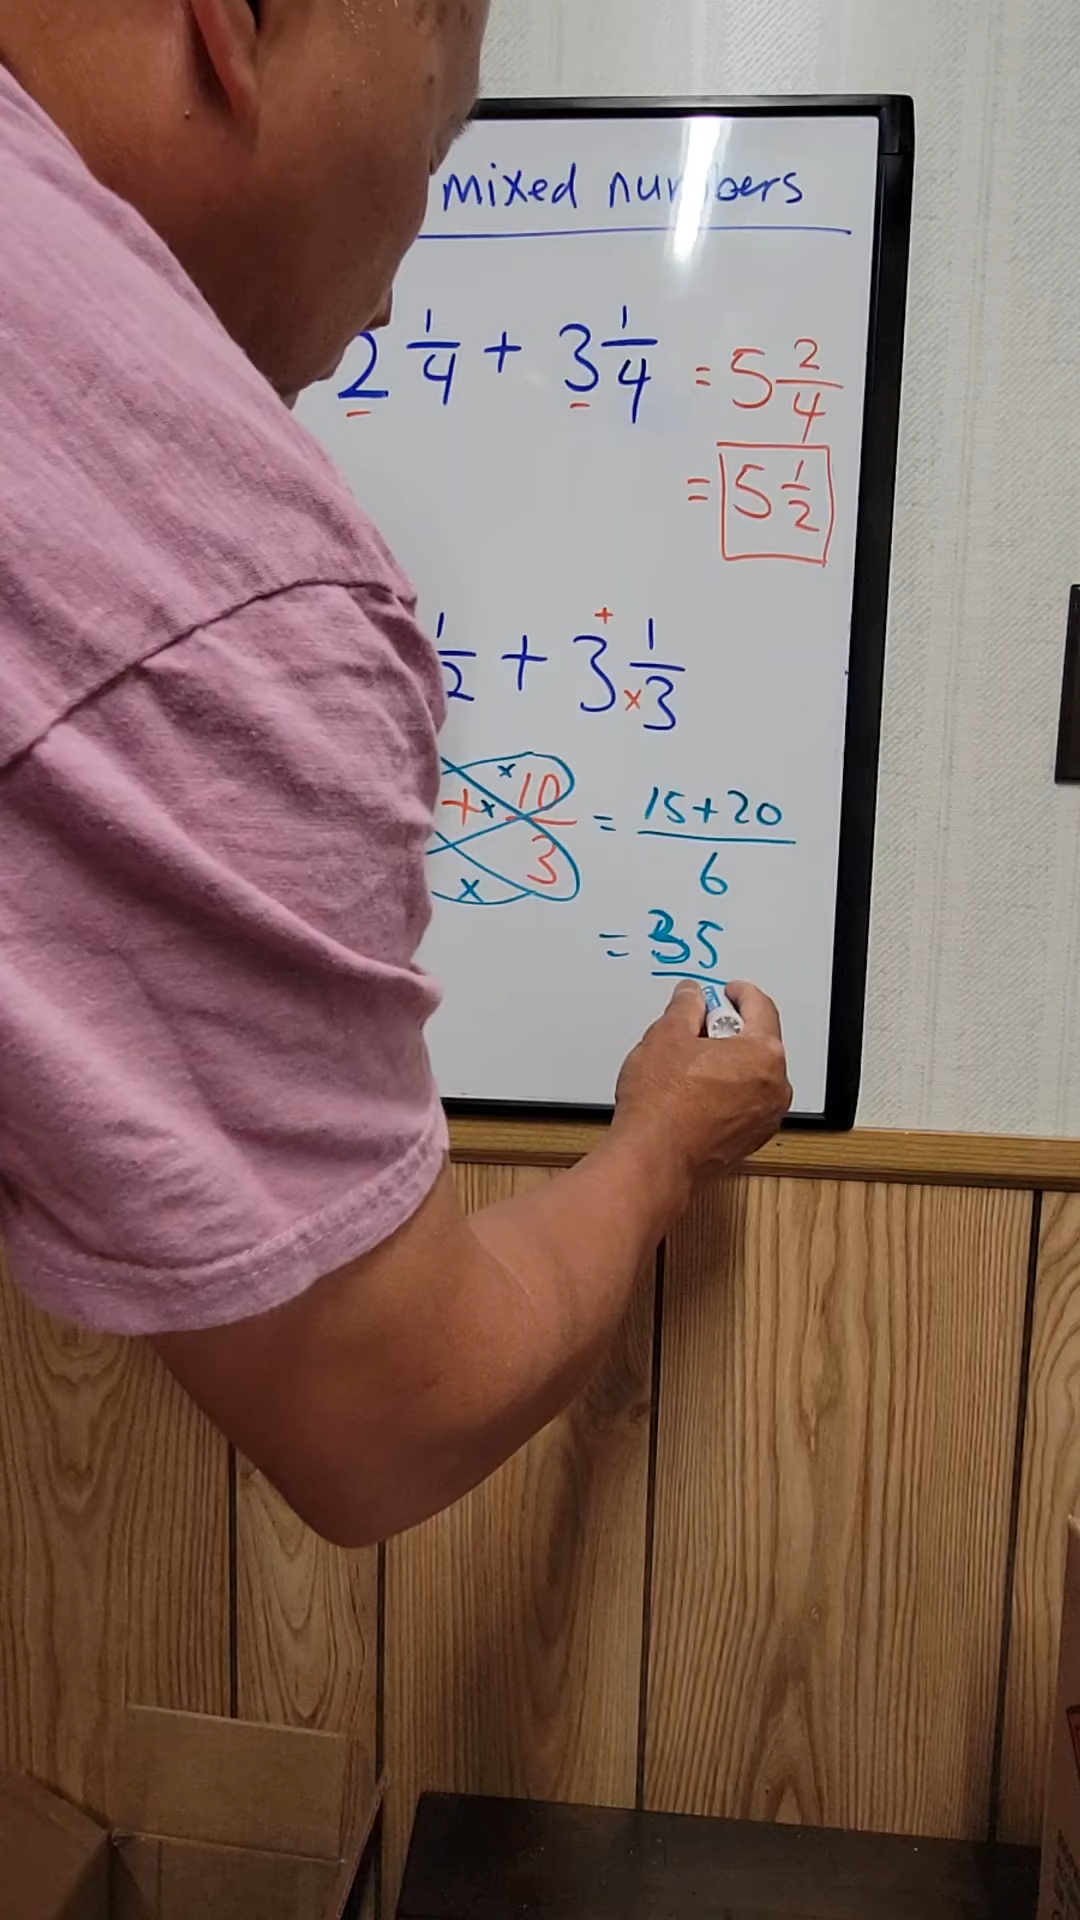 mixed numbers
2 1/4 + 3 1/4 = 5 2/4
= 5 1/2
1/2 + 3 1/3
+
x
+ 10/3 = 15+20/6
x x
x
= 35